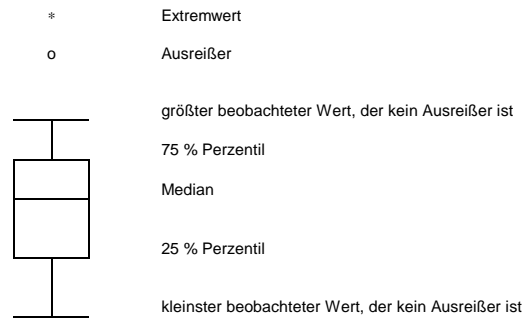 * Extremwert
o Ausreißer
größter beobachteter Wert, der kein Ausreißer ist
75 % Perzentil
Median
25 % Perzentil
kleinster beobachteter Wert, der kein Ausreißer ist